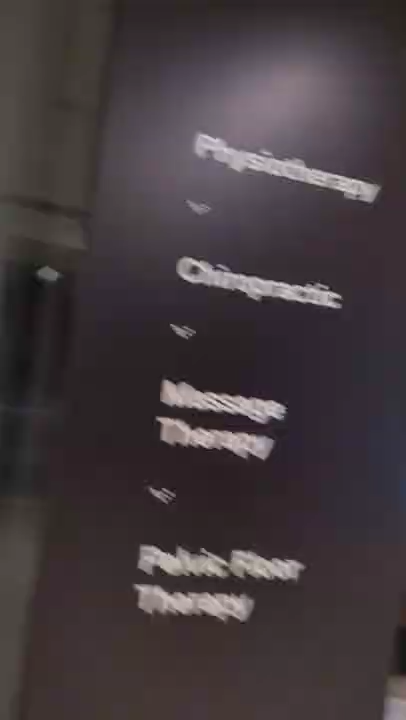 Physiotherapy
Chiropractic
Massage
Therapy
Pelvic Floor
Therapy